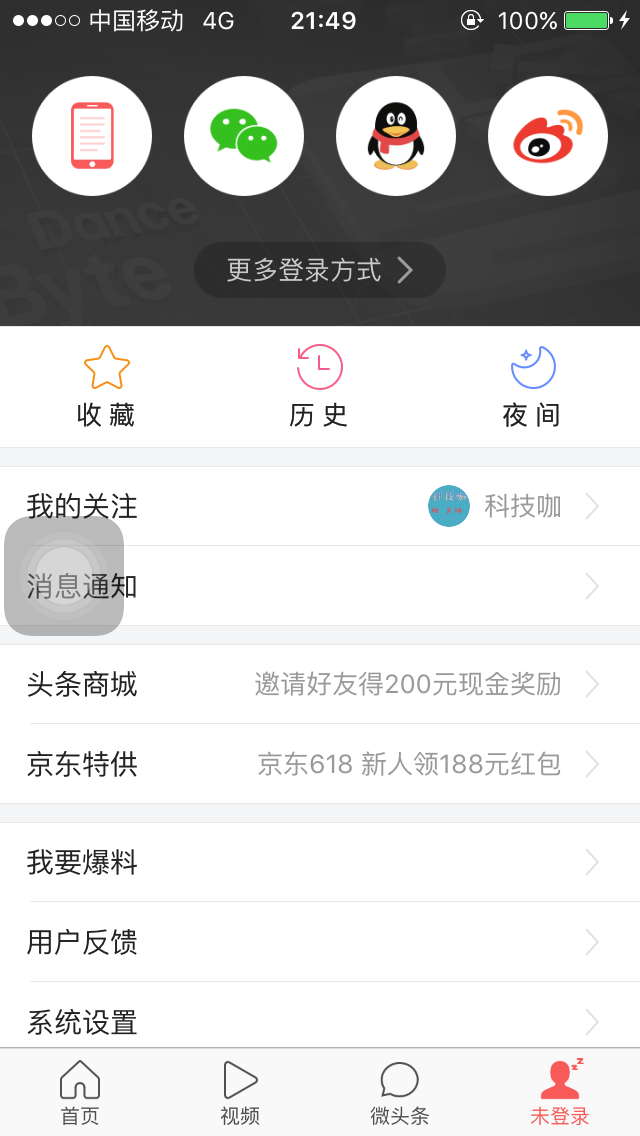 中国移动 4G 21:49 100%
Dance
Byte
更多登录方式
收藏 历史 夜间
我的关注 科技咖
消息通知
头条商城 邀请好友得200元现金奖励
京东特供 京东618 新人领188元红包
我要爆料
用户反馈
系统设置
首页 视频 微头条 未登录